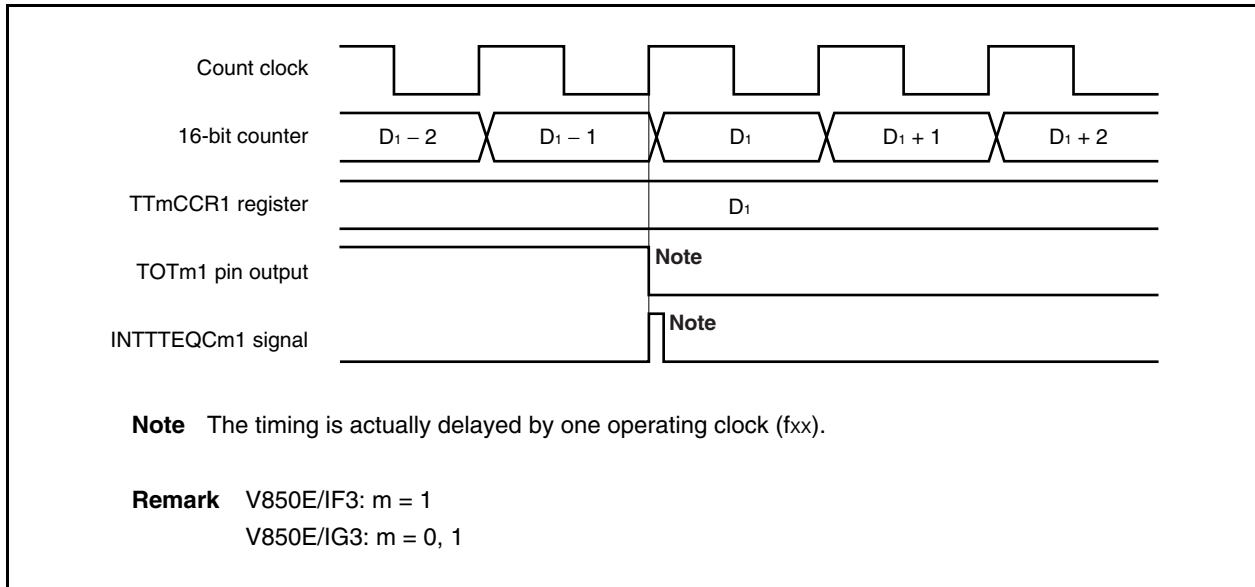 Count clock
16-bit counter
D1 − 2
D1 − 1
D1
D1 + 1
D1 + 2
TTmCCR1 register
D1
TOTm1 pin output
Note
INTTTEQCm1 signal
Note
Note The timing is actually delayed by one operating clock (fxx).
Remark V850E/IF3: m = 1
V850E/IG3: m = 0, 1